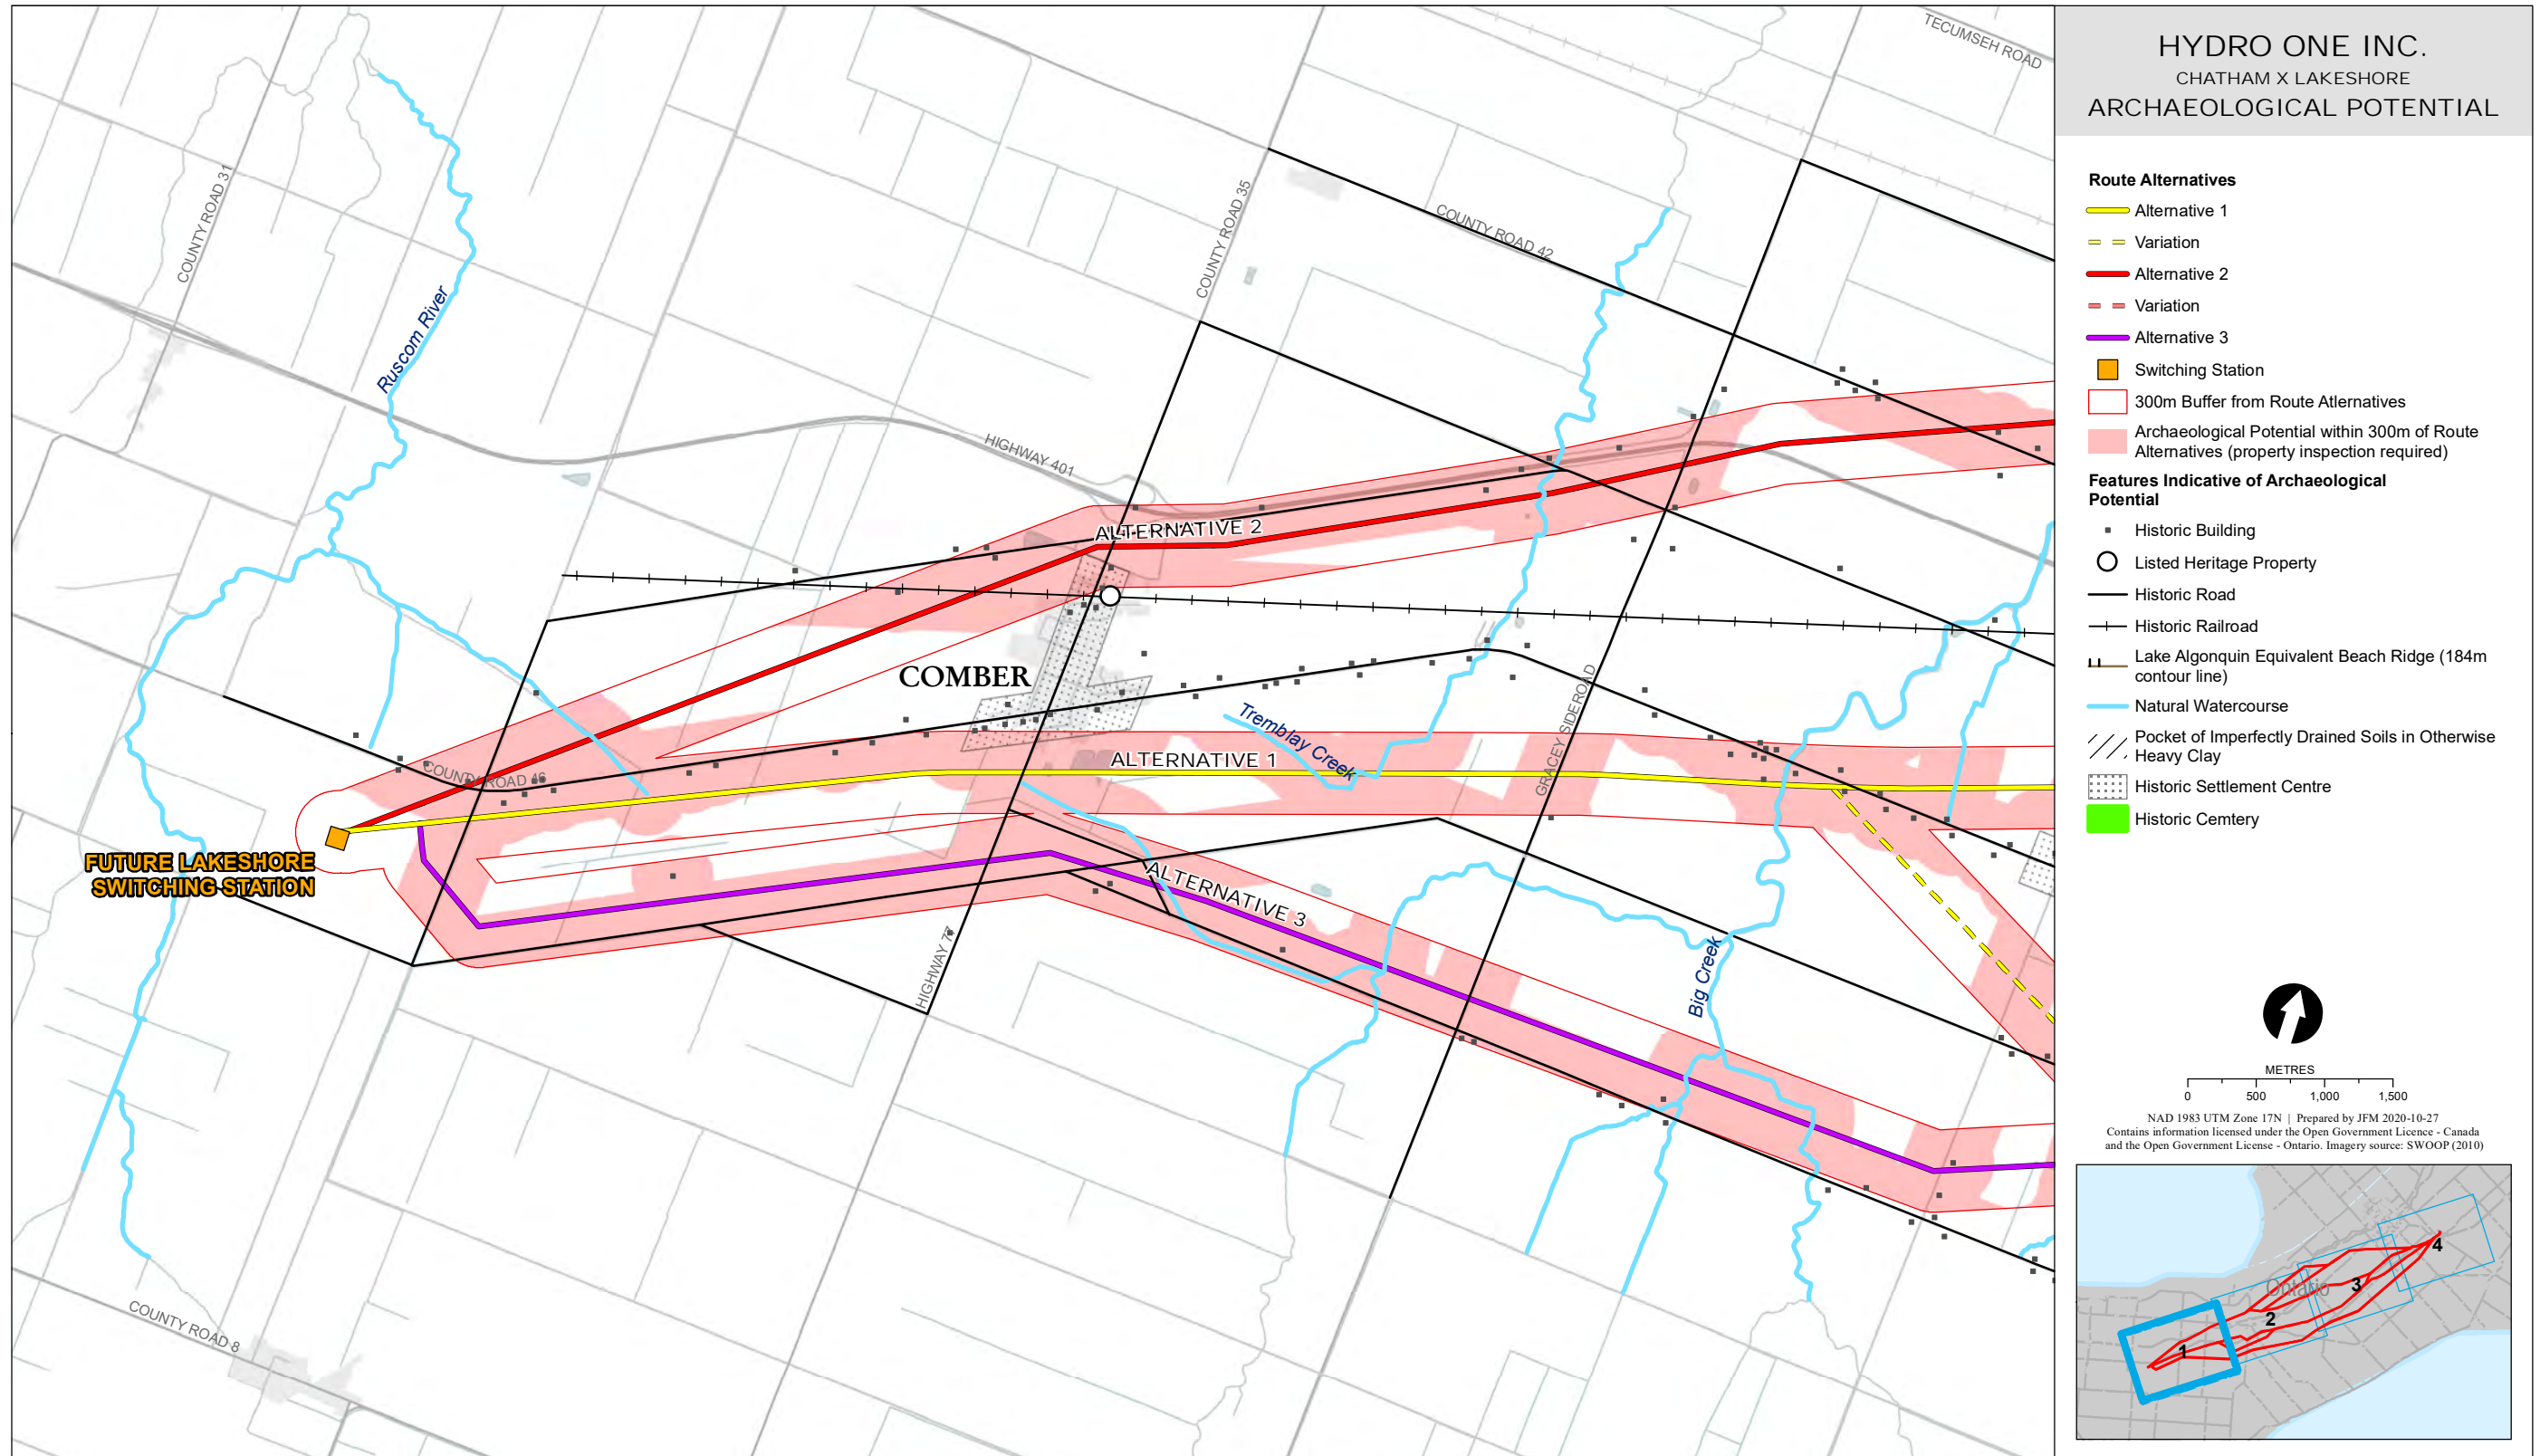 TECUMSEH ROAD
COUNTY ROAD 31
COUNTY ROAD 35
COUNTY ROAD 42
Ruscom River
HIGHWAY 401
ALTERNATIVE 2
COMBER
Tremblay Creek
GRACEY SIDEROAD
ALTERNATIVE 1
COUNTY ROAD 46
FUTURE LAKESHORE
SWITCHING STATION
ALTERNATIVE 3
HIGHWAY 77
Big Creek
COUNTY ROAD 8
HYDRO ONE INC.
CHATHAM X LAKESHORE
ARCHAEOLOGICAL POTENTIAL
Route Alternatives
Alternative 1
Variation
Alternative 2
Variation
Alternative 3
Switching Station
300m Buffer from Route Atlernatives
Archaeological Potential within 300m of Route
Alternatives (property inspection required)
Features Indicative of Archaeological
Potential
Historic Building
Listed Heritage Property
Historic Road
Historic Railroad
Lake Algonquin Equivalent Beach Ridge (184m
contour line)
Natural Watercourse
Pocket of Imperfectly Drained Soils in Otherwise
Heavy Clay
Historic Settlement Centre
Historic Cemtery
METRES
0 500 1,000 1,500
NAD 1983 UTM Zone 17N | Prepared by JFM 2020-10-27
Contains information licensed under the Open Government Licence - Canada
and the Open Government License - Ontario. Imagery source: SWOOP (2010)
4
3
Ontario
2
1